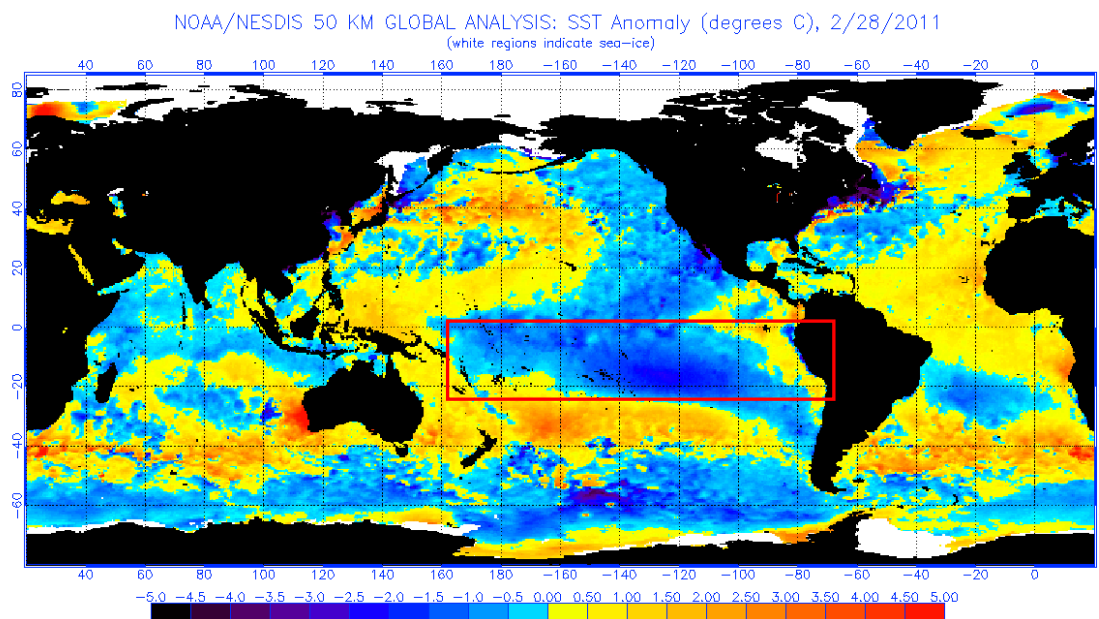 NOAA/NESDIS 50 KM GLOBAL ANALYSIS: SST Anomaly (degrees C), 2/28/2011
(white regions indicate sea-ice)
40 60 80 100 120 140 160 180 -160 -140 -120 -100 -80 -60 -40 -20 0
80
60
40
20
0
-20
-40
-60
40 60 80 100 120 140 160 180 -160 -140 -120 -100 -80 -60 -40 -20 0
-5.0 -4.5 -4.0 -3.5 -3.0 -2.5 -2.0 -1.5 -1.0 -0.5 0.00 0.50 1.00 1.50 2.00 2.50 3.00 3.50 4.00 4.50 5.00